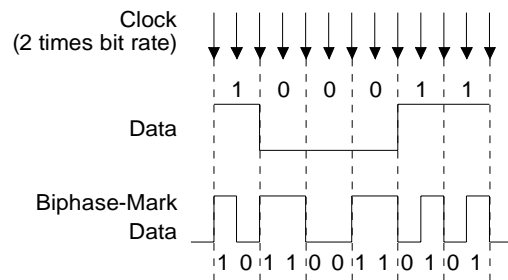 Clock
(2 times bit rate)
1 0 0 0 1 1
Data
Biphase-Mark
Data
1 0 1 1 0 0 1 1 0 1 0 1